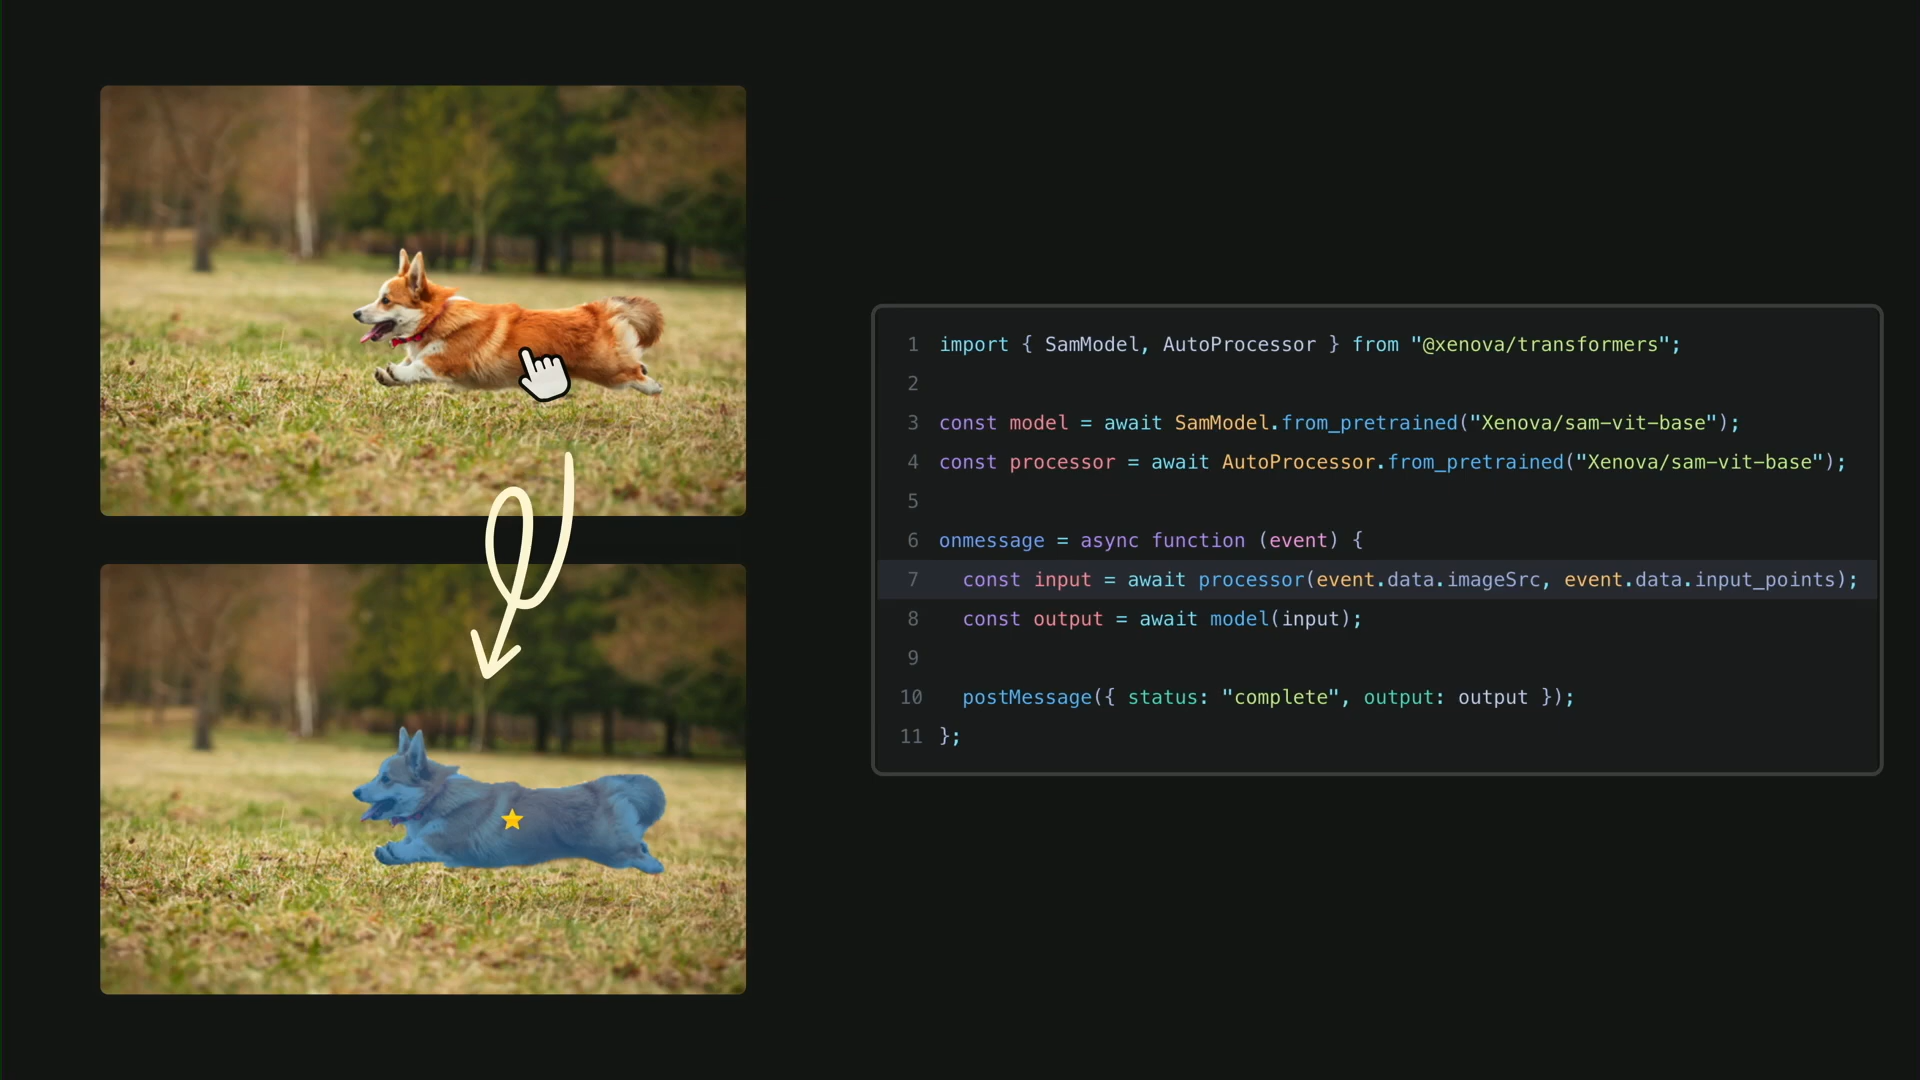 1 import { SamModel, AutoProcessor } from "@xenova/transformers";
2
3 const model = await SamModel.from_pretrained("Xenova/sam-vit-base");
4 const processor = await AutoProcessor.from_pretrained("Xenova/sam-vit-base");
5
6 onmessage = async function (event) {
7 const input = await processor(event.data.imageSrc, event.data.input_points);
8 const output = await model(input);
9
10 postMessage({ status: "complete", output: output });
11 };